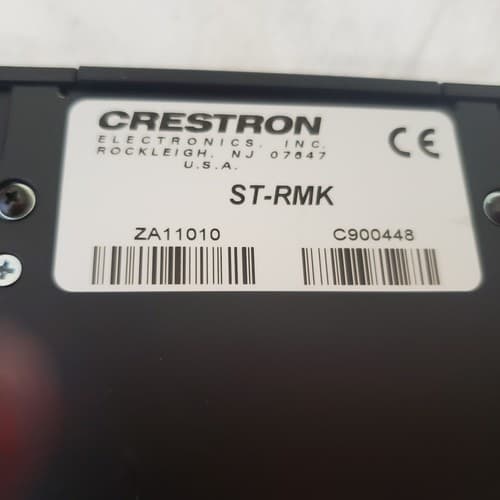 CRESTRON
ELECTRONICS, INC.
ROCKLEIGH, NJ 07647
U.S.A.
CE
ST-RMK
ZA11010
C900448